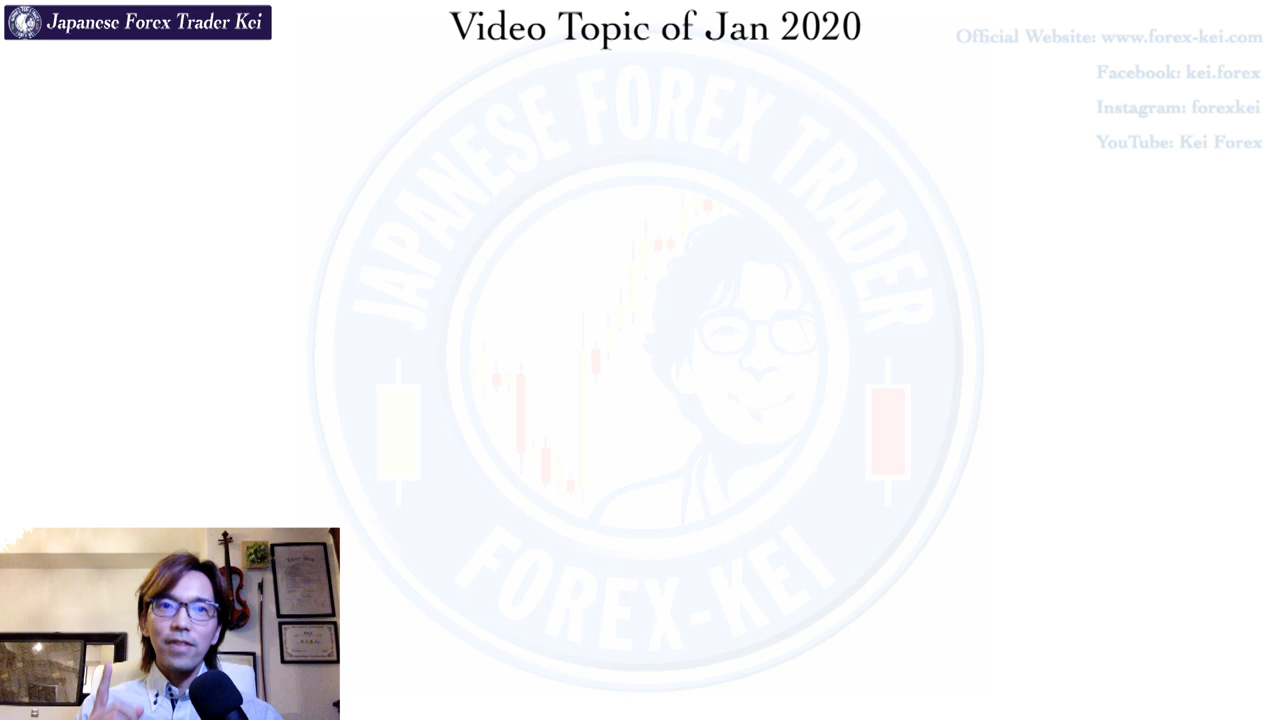 Japanese Forex Trader Kei
Video Topic of Jan 2020
Official Website: www.forex-kei.com
Facebook: kei.forex
Instagram: forexkei
YouTube: Kei Forex
JAPANESE FOREX TRADER
FOREX-KEI